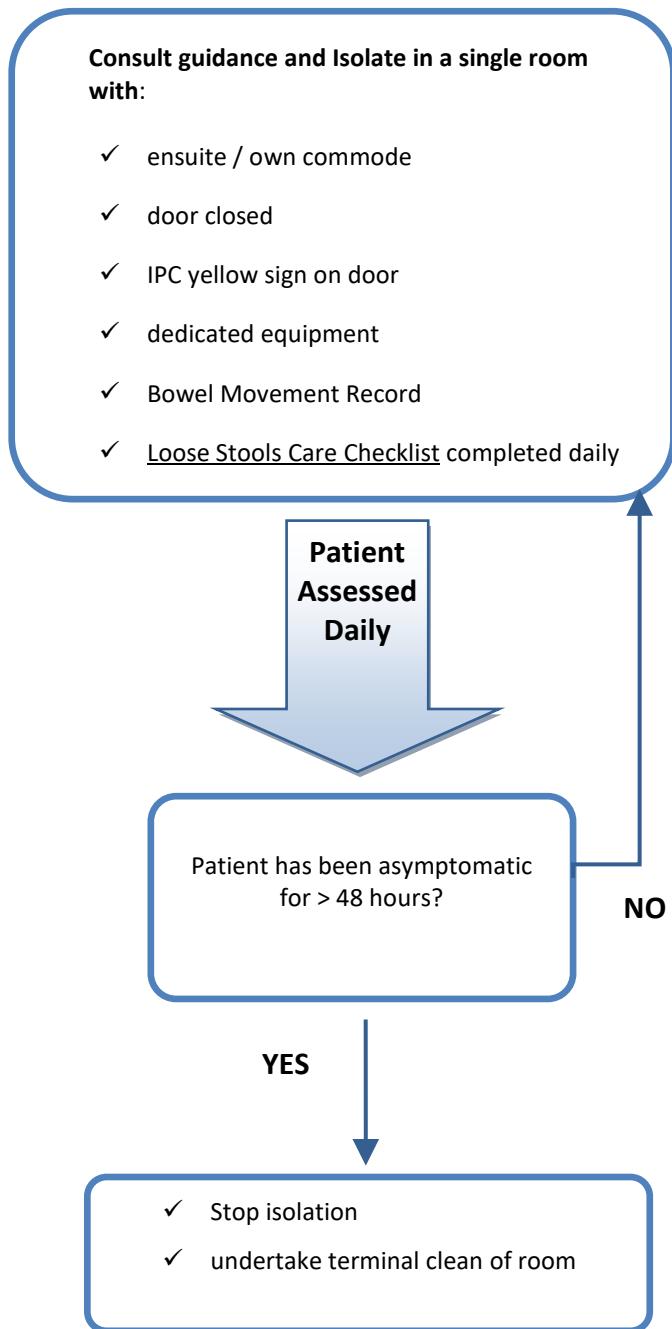 Consult guidance and Isolate in a single room
with:
✓ ensuite / own commode
✓ door closed
✓ IPC yellow sign on door
✓ dedicated equipment
✓ Bowel Movement Record
✓ Loose Stools Care Checklist completed daily
Patient
Assessed
Daily
Patient has been asymptomatic
for > 48 hours?
NO
YES
✓ Stop isolation
✓ undertake terminal clean of room